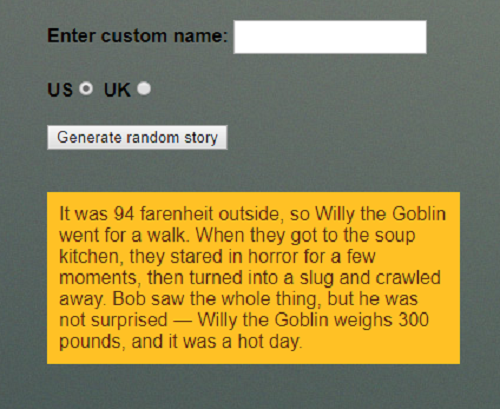 Enter custom name:
US UK
Generate random story
It was 94 farenheit outside, so Willy the Goblin
went for a walk. When they got to the soup
kitchen, they stared in horror for a few
moments, then turned into a slug and crawled
away. Bob saw the whole thing, but he was
not surprised — Willy the Goblin weighs 300
pounds, and it was a hot day.